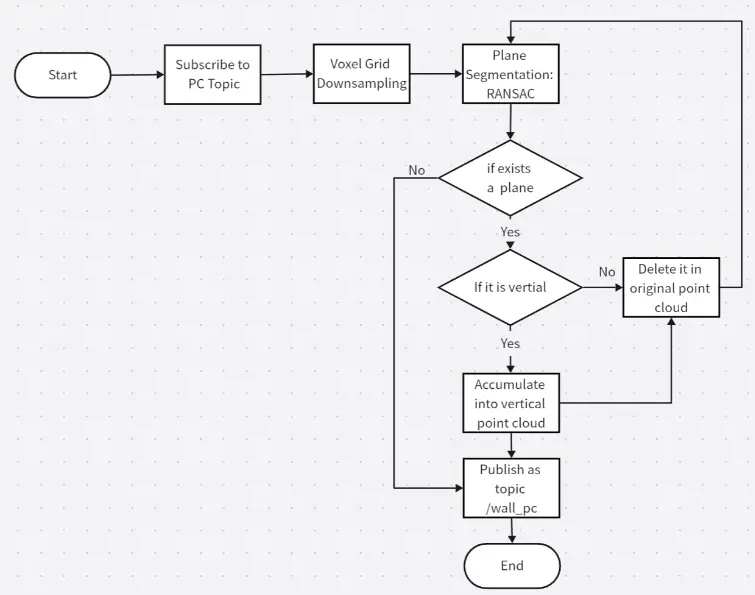 Start
Subscribe to
PC Topic
Voxel Grid
Downsampling
Plane
Segmentation:
RANSAC
if exists
a plane
No
Yes
If it is vertial
No
Delete it in
original point
cloud
Yes
Accumulate
into vertical
point cloud
Publish as
topic
/wall_pc
End